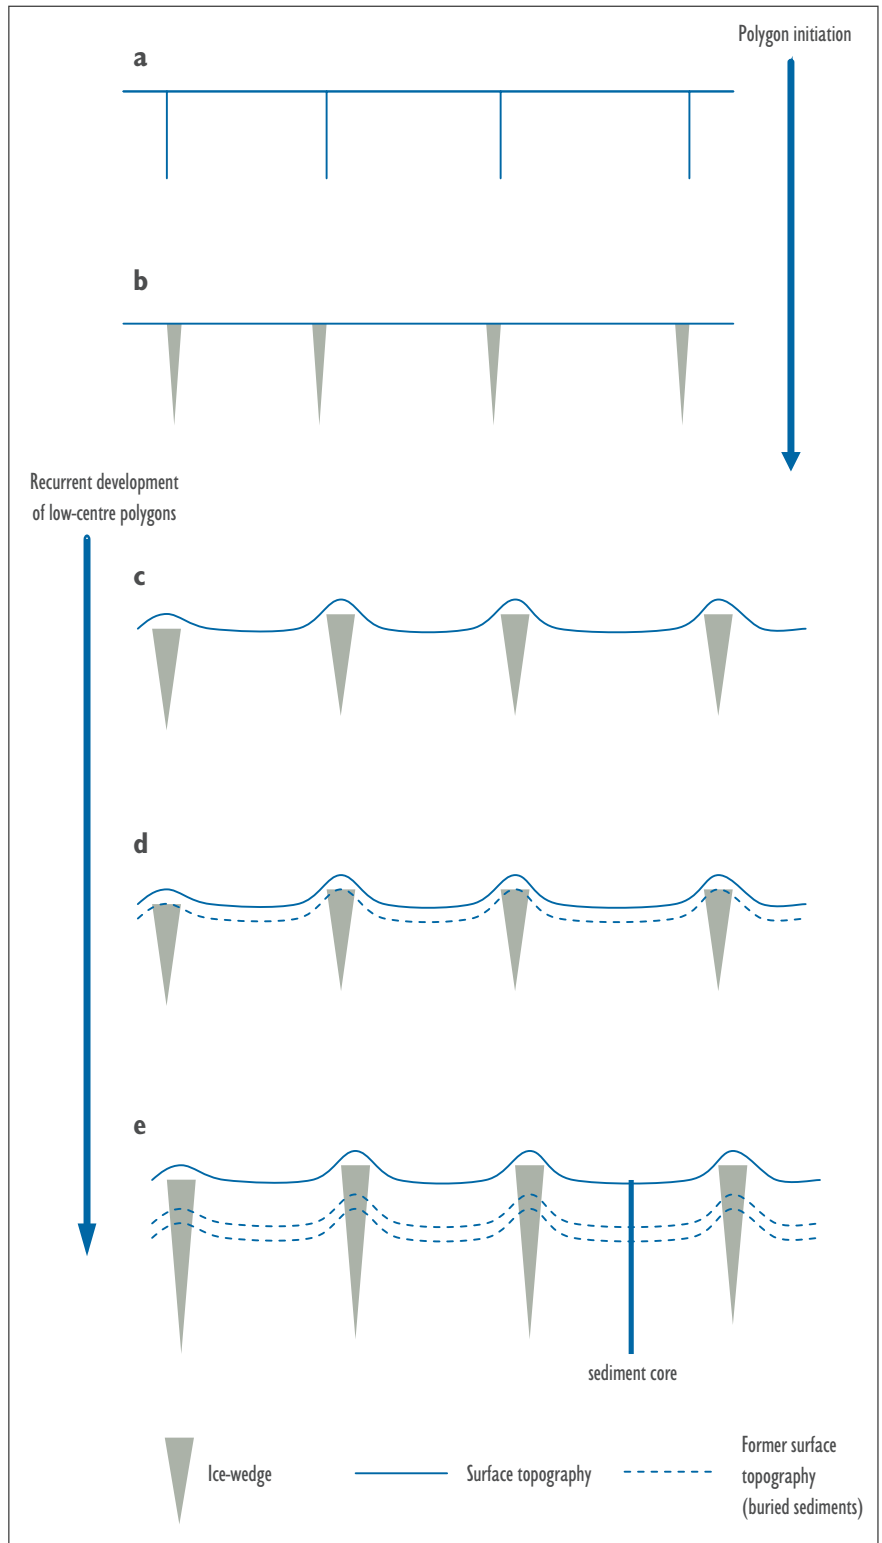 Polygon initiation
a
b
Recurrent development
of low-centre polygons
c
d
e
sediment core
Ice-wedge
Surface topography
Former surface
topography
(buried sediments)